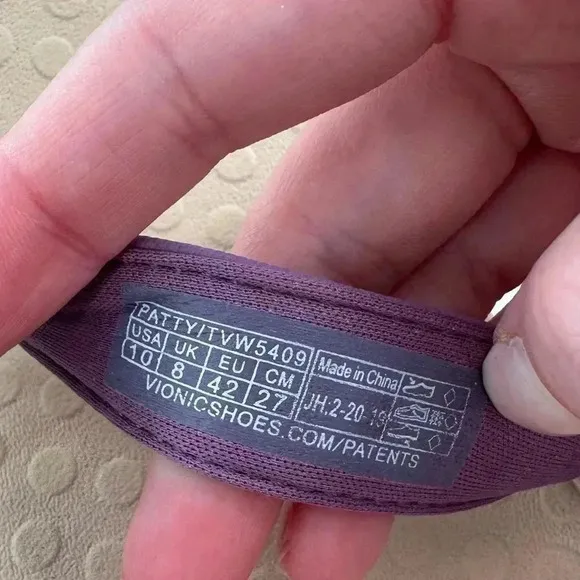 PATTY/TVW5409
USA UK EU CM
10 8 42 27
Made in China
JH:2-20-19
VIONICSHOES.COM/PATENTS